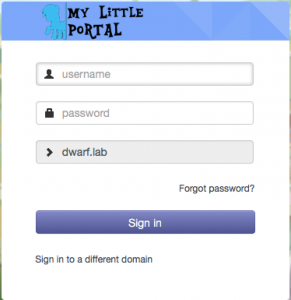 MY LiTTLE
PoRTAL
username
password
dwarf.lab
Forgot password?
Sign in
Sign in to a different domain